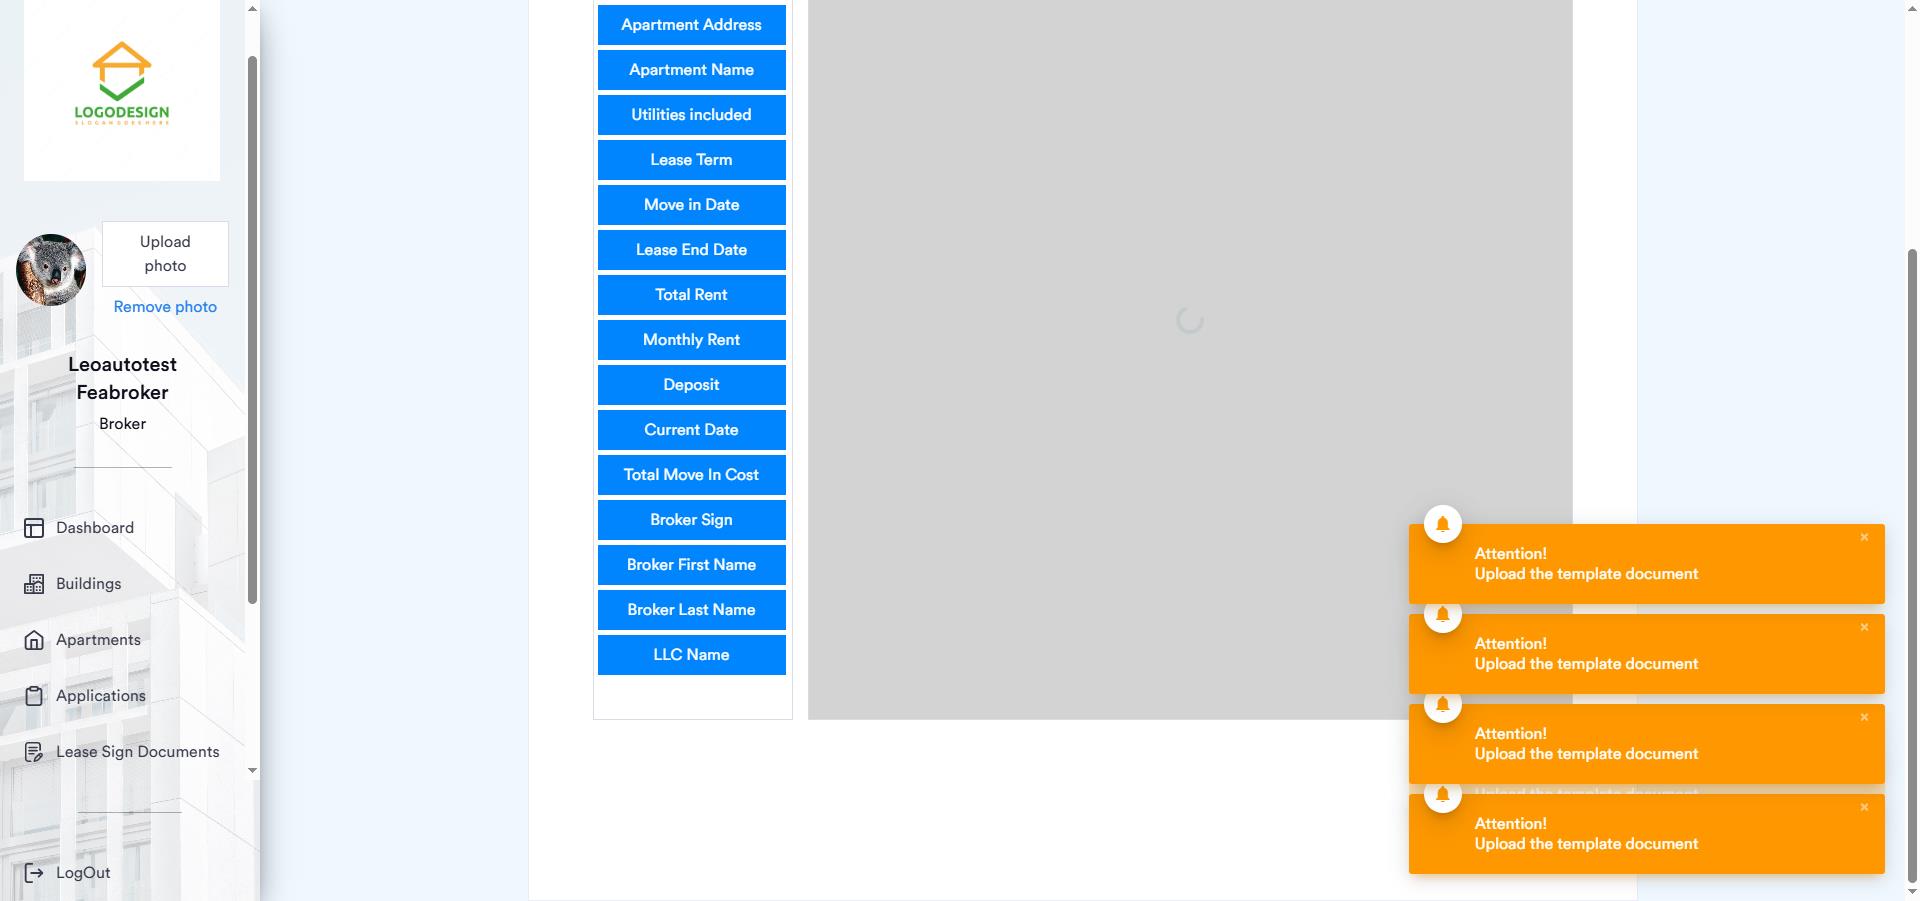 LOGODESIGN
Upload
photo
Remove photo
Leoautotest
Feabroker
Broker
Dashboard
Buildings
Apartments
Applications
Lease Sign Documents
LogOut
Apartment Address
Apartment Name
Utilities included
Lease Term
Move in Date
Lease End Date
Total Rent
Monthly Rent
Deposit
Current Date
Total Move In Cost
Broker Sign
Broker First Name
Broker Last Name
LLC Name
Attention!
Upload the template document
Attention!
Upload the template document
Attention!
Upload the template document
Attention!
Upload the template document